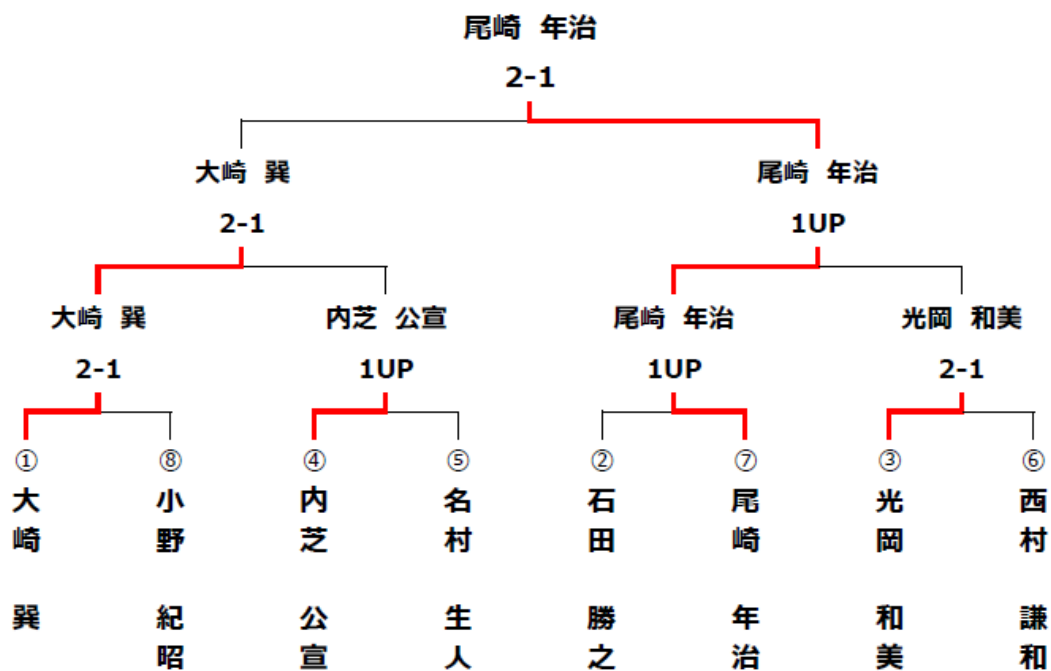 尾崎 年治
2-1
大崎 巽 尾崎 年治
2-1 1UP
大崎 巽 内芝 公宣 尾崎 年治 光岡 和美
2-1 1UP 1UP 2-1
① ⑧ ④ ⑤ ② ⑦ ③ ⑥
大崎 巽
小野 紀昭
内芝 公宣
名村 生人
石田 勝之
尾崎 年治
光岡 和美
西村 謙和